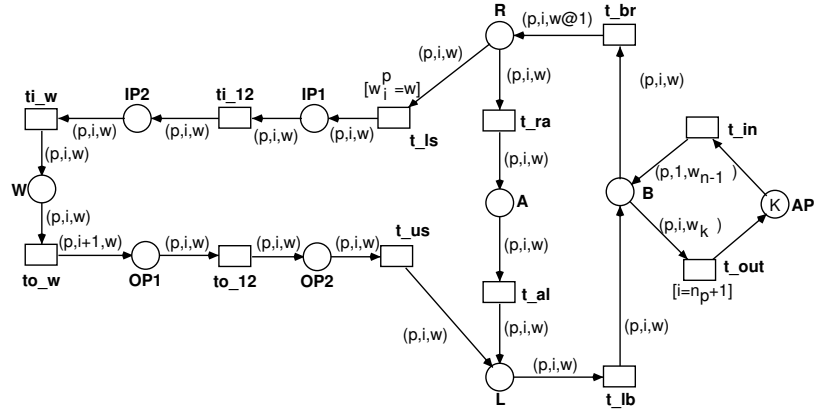 R
(p,i,w@1)
t_br
(p,i,w)
(p,i,w)
(p,i,w)
[w_i^p =w]
ti_w
IP2
ti_12
IP1
t_ls
(p,i,w)
(p,i,w)
(p,i,w)
(p,i,w)
t_ra
t_in
(p,i,w)
(p,i,w)
(p,1,w_{n-1} )
W
A
B
K
AP
(p,i,w)
(p,i,w_k )
(p,i+1,w)
(p,i,w)
(p,i,w)
(p,i,w)
t_us
(p,i,w)
to_w
OP1
to_12
OP2
t_out
[i=n_p+1]
t_al
(p,i,w)
(p,i,w)
(p,i,w)
(p,i,w)
L
t_lb